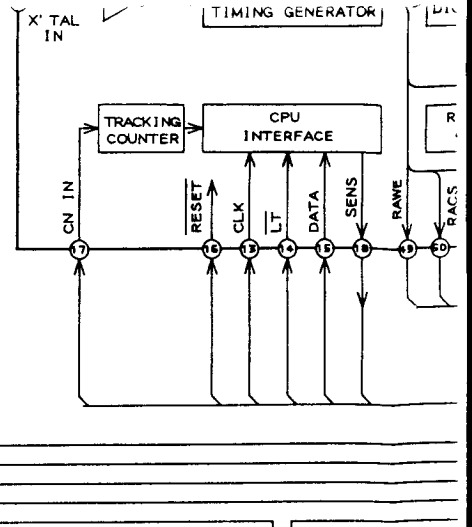 X' TAL
IN
TIMING GENERATOR
TRACKING
COUNTER
CPU
INTERFACE
R
CN IN
RESET
CLK
LT
DATA
SENS
RAWE
RACS
17
16
13
14
15
18
49
50